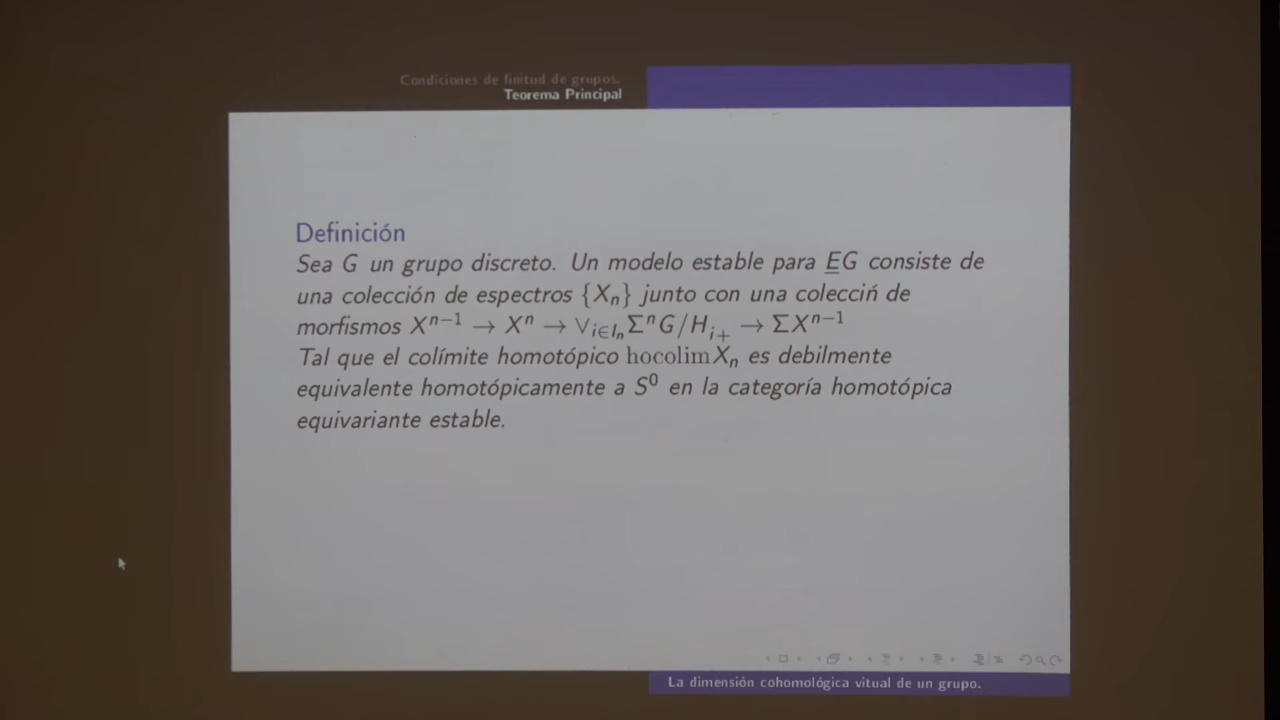 Condiciones de finitud de grupos.
Teorema Principal
Definición
Sea G un grupo discreto. Un modelo estable para E̲G consiste de
una colección de espectros {Xₙ} junto con una colecciń de
morfismos Xⁿ⁻¹ → Xⁿ → ∨_{i∈Iₙ} ΣⁿG/H_{i+} → ΣXⁿ⁻¹
Tal que el colímite homotópico hocolimXₙ es debilmente
equivalente homotópicamente a S⁰ en la categoría homotópica
equivariante estable.
La dimensión cohomológica vitual de un grupo.